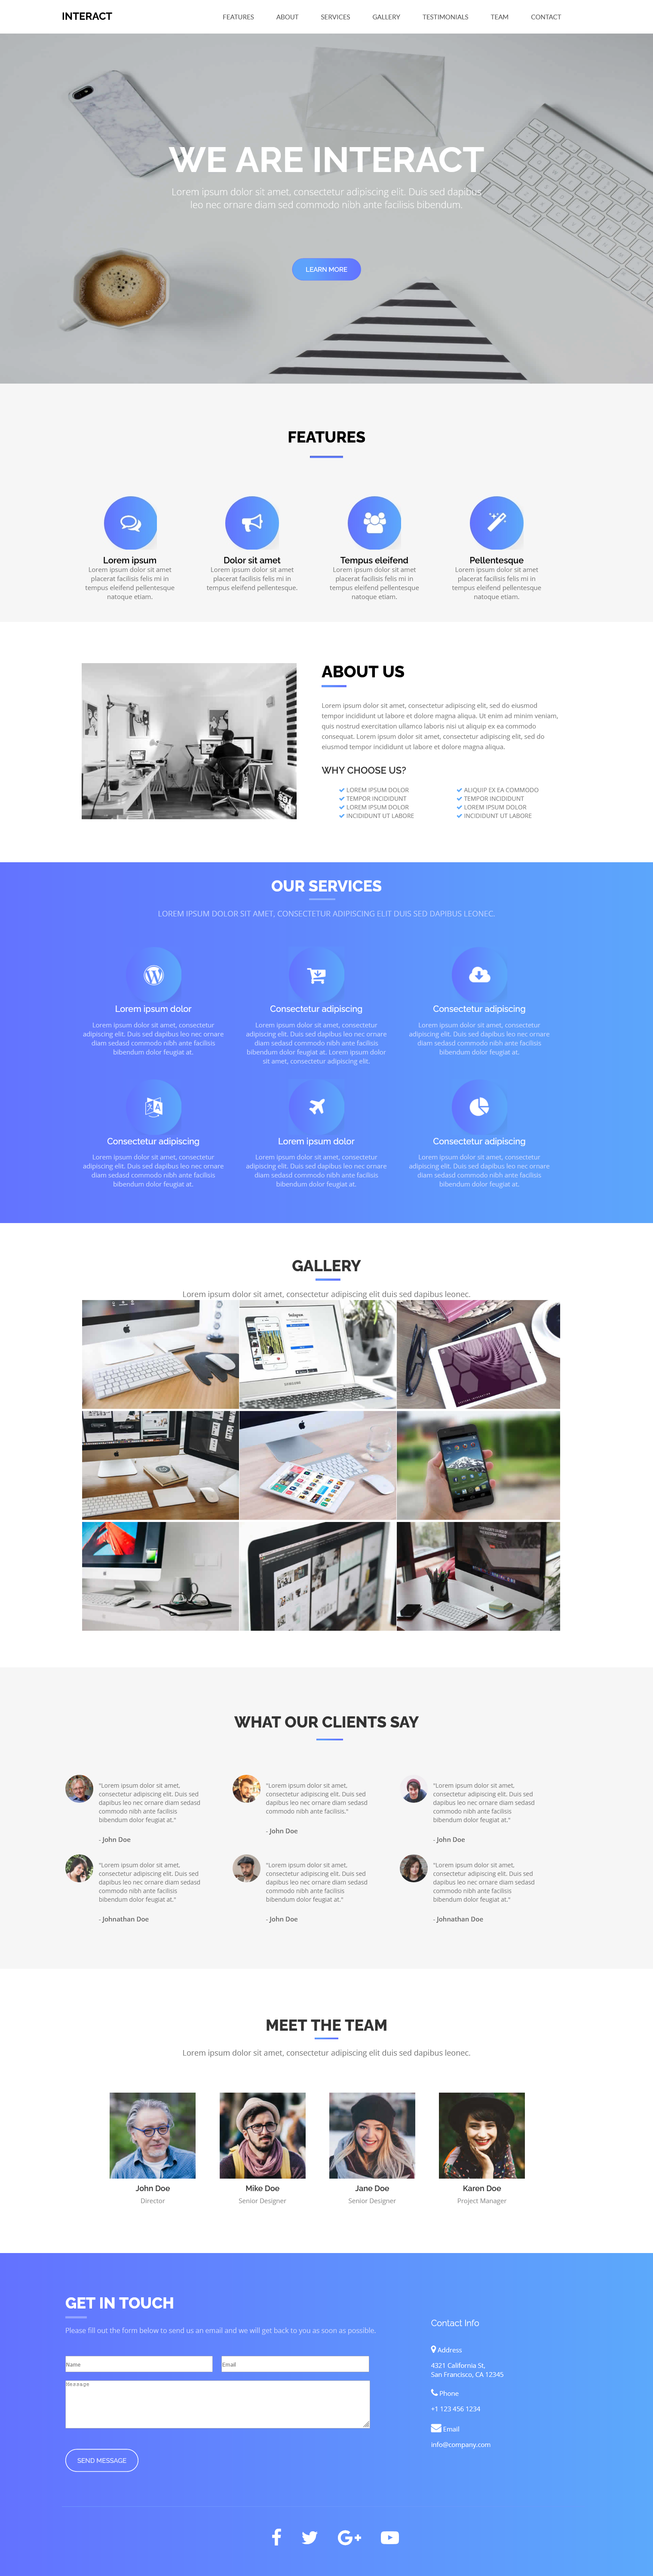 INTERACT
FEATURES ABOUT SERVICES GALLERY TESTIMONIALS TEAM CONTACT
WE ARE INTERACT
Lorem ipsum dolor sit amet, consectetur adipiscing elit. Duis sed dapibus
leo nec ornare diam sed commodo nibh ante facilisis bibendum.
LEARN MORE
FEATURES
Lorem ipsum
Lorem ipsum dolor sit amet
placerat facilisis felis mi in
tempus eleifend pellentesque
natoque etiam.
Dolor sit amet
Lorem ipsum dolor sit amet
placerat facilisis felis mi in
tempus eleifend pellentesque.
Tempus eleifend
Lorem ipsum dolor sit amet
placerat facilisis felis mi in
tempus eleifend pellentesque
natoque etiam.
Pellentesque
Lorem ipsum dolor sit amet
placerat facilisis felis mi in
tempus eleifend pellentesque
natoque etiam.
ABOUT US
Lorem ipsum dolor sit amet, consectetur adipiscing elit, sed do eiusmod
tempor incididunt ut labore et dolore magna aliqua. Ut enim ad minim veniam,
quis nostrud exercitation ullamco laboris nisi ut aliquip ex ea commodo
consequat. Lorem ipsum dolor sit amet, consectetur adipiscing elit, sed do
eiusmod tempor incididunt ut labore et dolore magna aliqua.
WHY CHOOSE US?
LOREM IPSUM DOLOR
TEMPOR INCIDIDUNT
LOREM IPSUM DOLOR
INCIDIDUNT UT LABORE
ALIQUIP EX EA COMMODO
TEMPOR INCIDIDUNT
LOREM IPSUM DOLOR
INCIDIDUNT UT LABORE
OUR SERVICES
LOREM IPSUM DOLOR SIT AMET, CONSECTETUR ADIPISCING ELIT DUIS SED DAPIBUS LEONEC.
Lorem ipsum dolor
Lorem ipsum dolor sit amet, consectetur
adipiscing elit. Duis sed dapibus leo nec ornare
diam sedasd commodo nibh ante facilisis
bibendum dolor feugiat at.
Consectetur adipiscing
Lorem ipsum dolor sit amet, consectetur
adipiscing elit. Duis sed dapibus leo nec ornare
diam sedasd commodo nibh ante facilisis
bibendum dolor feugiat at. Lorem ipsum dolor
sit amet, consectetur adipiscing elit.
Consectetur adipiscing
Lorem ipsum dolor sit amet, consectetur
adipiscing elit. Duis sed dapibus leo nec ornare
diam sedasd commodo nibh ante facilisis
bibendum dolor feugiat at.
Consectetur adipiscing
Lorem ipsum dolor sit amet, consectetur
adipiscing elit. Duis sed dapibus leo nec ornare
diam sedasd commodo nibh ante facilisis
bibendum dolor feugiat at.
Lorem ipsum dolor
Lorem ipsum dolor sit amet, consectetur
adipiscing elit. Duis sed dapibus leo nec ornare
diam sedasd commodo nibh ante facilisis
bibendum dolor feugiat at.
Consectetur adipiscing
Lorem ipsum dolor sit amet, consectetur
adipiscing elit. Duis sed dapibus leo nec ornare
diam sedasd commodo nibh ante facilisis
bibendum dolor feugiat at.
GALLERY
Lorem ipsum dolor sit amet, consectetur adipiscing elit duis sed dapibus leonec.
WHAT OUR CLIENTS SAY
"Lorem ipsum dolor sit amet,
consectetur adipiscing elit. Duis sed
dapibus leo nec ornare diam sedasd
commodo nibh ante facilisis
bibendum dolor feugiat at."
- John Doe
"Lorem ipsum dolor sit amet,
consectetur adipiscing elit. Duis sed
dapibus leo nec ornare diam sedasd
commodo nibh ante facilisis."
- John Doe
"Lorem ipsum dolor sit amet,
consectetur adipiscing elit. Duis sed
dapibus leo nec ornare diam sedasd
commodo nibh ante facilisis
bibendum dolor feugiat at."
- John Doe
"Lorem ipsum dolor sit amet,
consectetur adipiscing elit. Duis sed
dapibus leo nec ornare diam sedasd
commodo nibh ante facilisis
bibendum dolor feugiat at."
- Johnathan Doe
"Lorem ipsum dolor sit amet,
consectetur adipiscing elit. Duis sed
dapibus leo nec ornare diam sedasd
commodo nibh ante facilisis
bibendum dolor feugiat at."
- John Doe
"Lorem ipsum dolor sit amet,
consectetur adipiscing elit. Duis sed
dapibus leo nec ornare diam sedasd
commodo nibh ante facilisis
bibendum dolor feugiat at."
- Johnathan Doe
MEET THE TEAM
Lorem ipsum dolor sit amet, consectetur adipiscing elit duis sed dapibus leonec.
John Doe
Director
Mike Doe
Senior Designer
Jane Doe
Senior Designer
Karen Doe
Project Manager
GET IN TOUCH
Please fill out the form below to send us an email and we will get back to you as soon as possible.
Name
Email
Message
SEND MESSAGE
Contact Info
Address
4321 California St,
San Francisco, CA 12345
Phone
+1 123 456 1234
Email
info@company.com